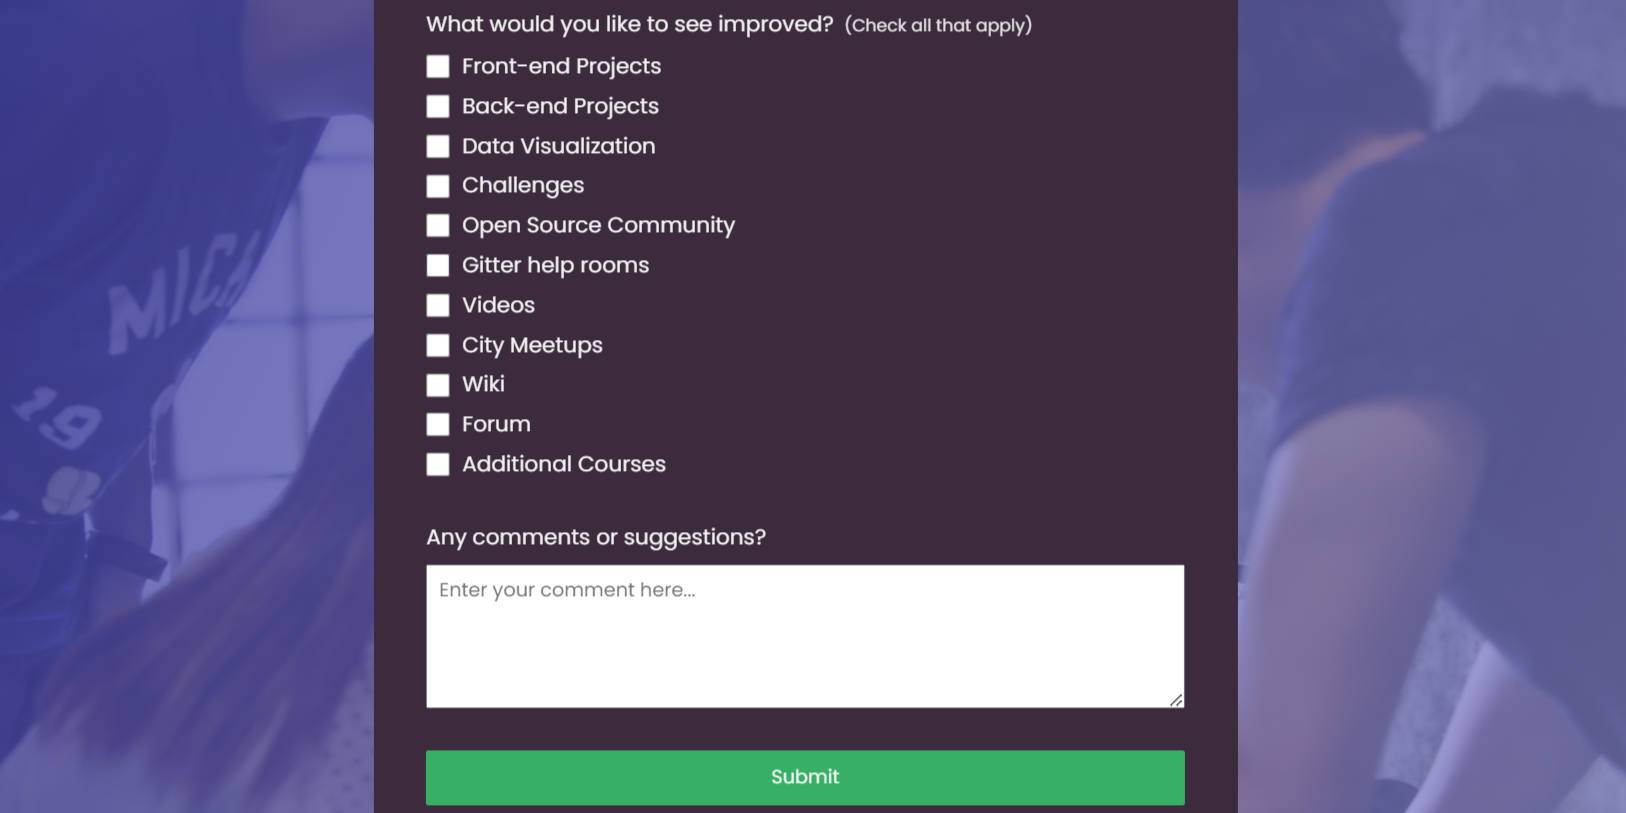 What would you like to see improved? (Check all that apply)
Front-end Projects
Back-end Projects
Data Visualization
Challenges
Open Source Community
Gitter help rooms
Videos
City Meetups
Wiki
Forum
Additional Courses
Any comments or suggestions?
Enter your comment here...
Submit
MICH
19